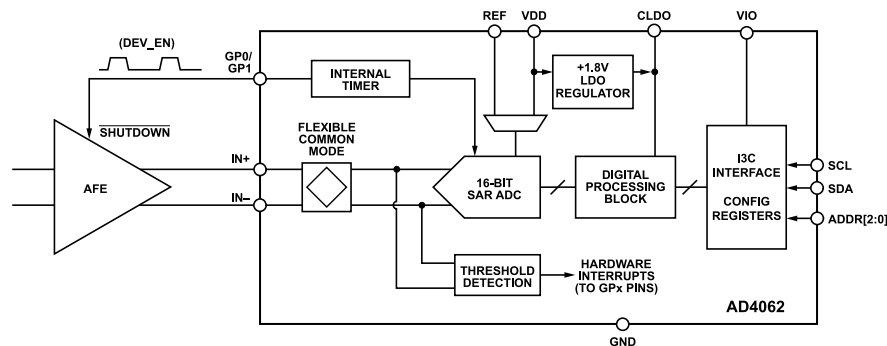 REF VDD CLDO VIO
(DEV_EN)
GP0/
GP1
INTERNAL
TIMER
+1.8V
LDO
REGULATOR
SHUTDOWN
FLEXIBLE
COMMON
MODE
IN+
AFE
IN–
16-BIT
SAR ADC
DIGITAL
PROCESSING
BLOCK
I3C
INTERFACE
CONFIG
REGISTERS
SCL
SDA
ADDR[2:0]
THRESHOLD
DETECTION
HARDWARE
INTERRUPTS
(TO GPx PINS)
AD4062
GND